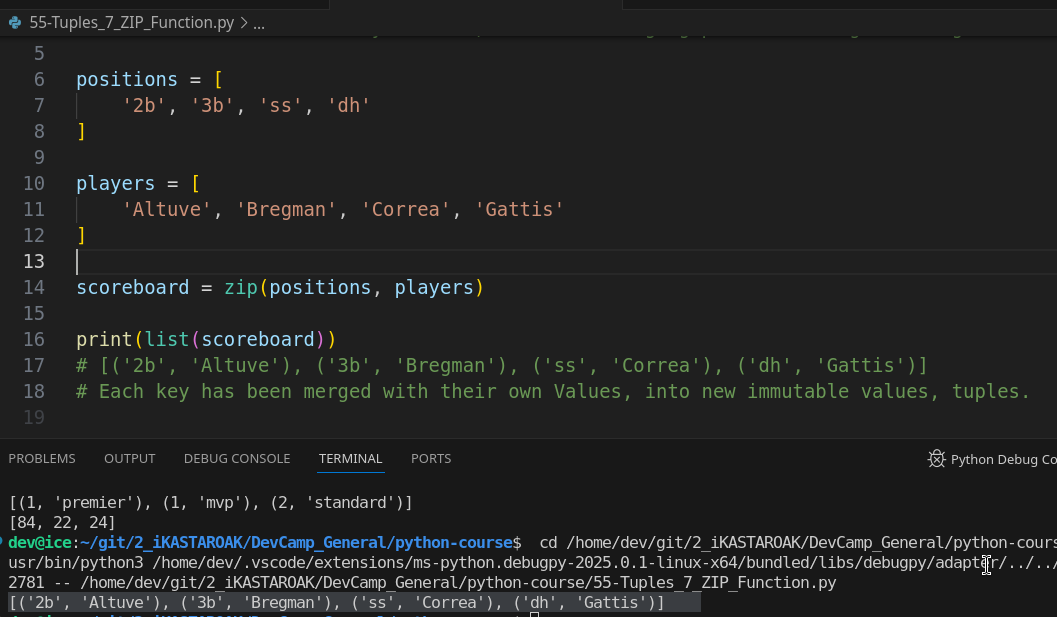 55-Tuples_7_ZIP_Function.py > ...
5
6 positions = [
7 '2b', '3b', 'ss', 'dh'
8 ]
9
10 players = [
11 'Altuve', 'Bregman', 'Correa', 'Gattis'
12 ]
13
14 scoreboard = zip(positions, players)
15
16 print(list(scoreboard))
17 # [('2b', 'Altuve'), ('3b', 'Bregman'), ('ss', 'Correa'), ('dh', 'Gattis')]
18 # Each key has been merged with their own Values, into new immutable values, tuples.
19
PROBLEMS OUTPUT DEBUG CONSOLE TERMINAL PORTS Python Debug Co
[(1, 'premier'), (1, 'mvp'), (2, 'standard')]
[84, 22, 24]
dev@ice:~/git/2_iKASTAROAK/DevCamp_General/python-course$ cd /home/dev/git/2_iKASTAROAK/DevCamp_General/python-cours
usr/bin/python3 /home/dev/.vscode/extensions/ms-python.debugpy-2025.0.1-linux-x64/bundled/libs/debugpy/adapter/../../
2781 -- /home/dev/git/2_iKASTAROAK/DevCamp_General/python-course/55-Tuples_7_ZIP_Function.py
[('2b', 'Altuve'), ('3b', 'Bregman'), ('ss', 'Correa'), ('dh', 'Gattis')]